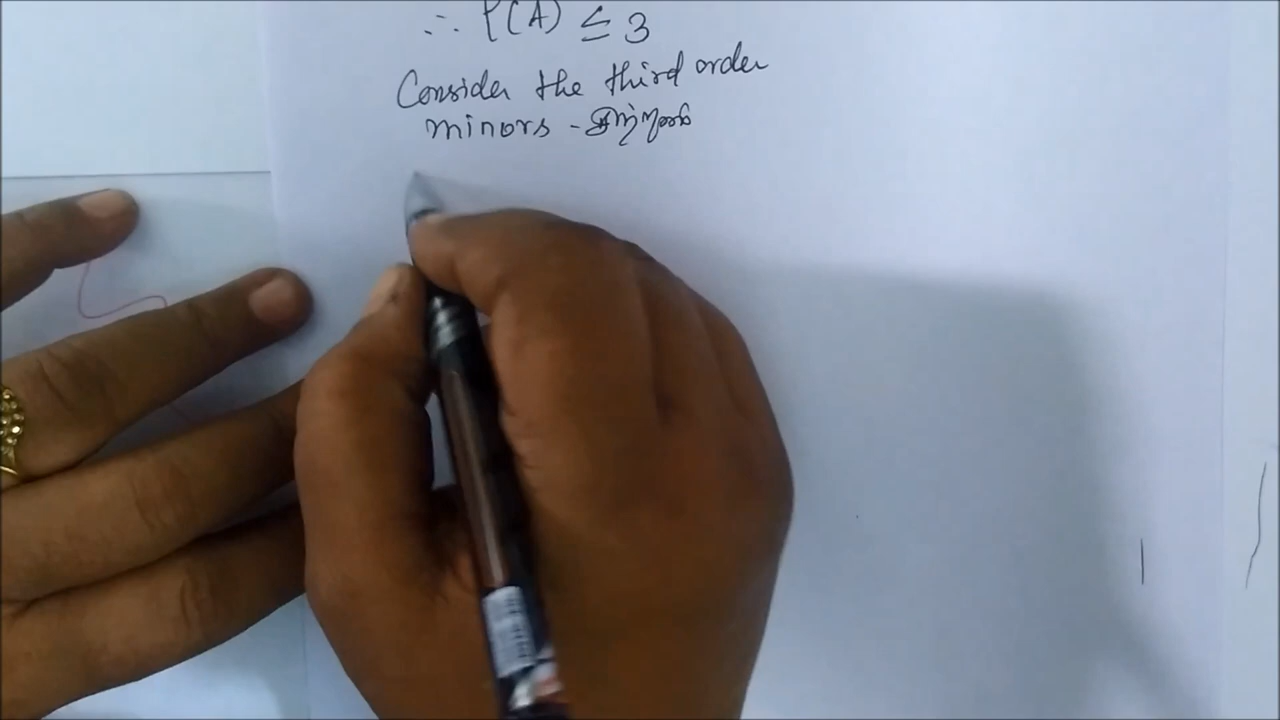 ∴ ρ(A) ≤ 3
Consider the third order
minors -